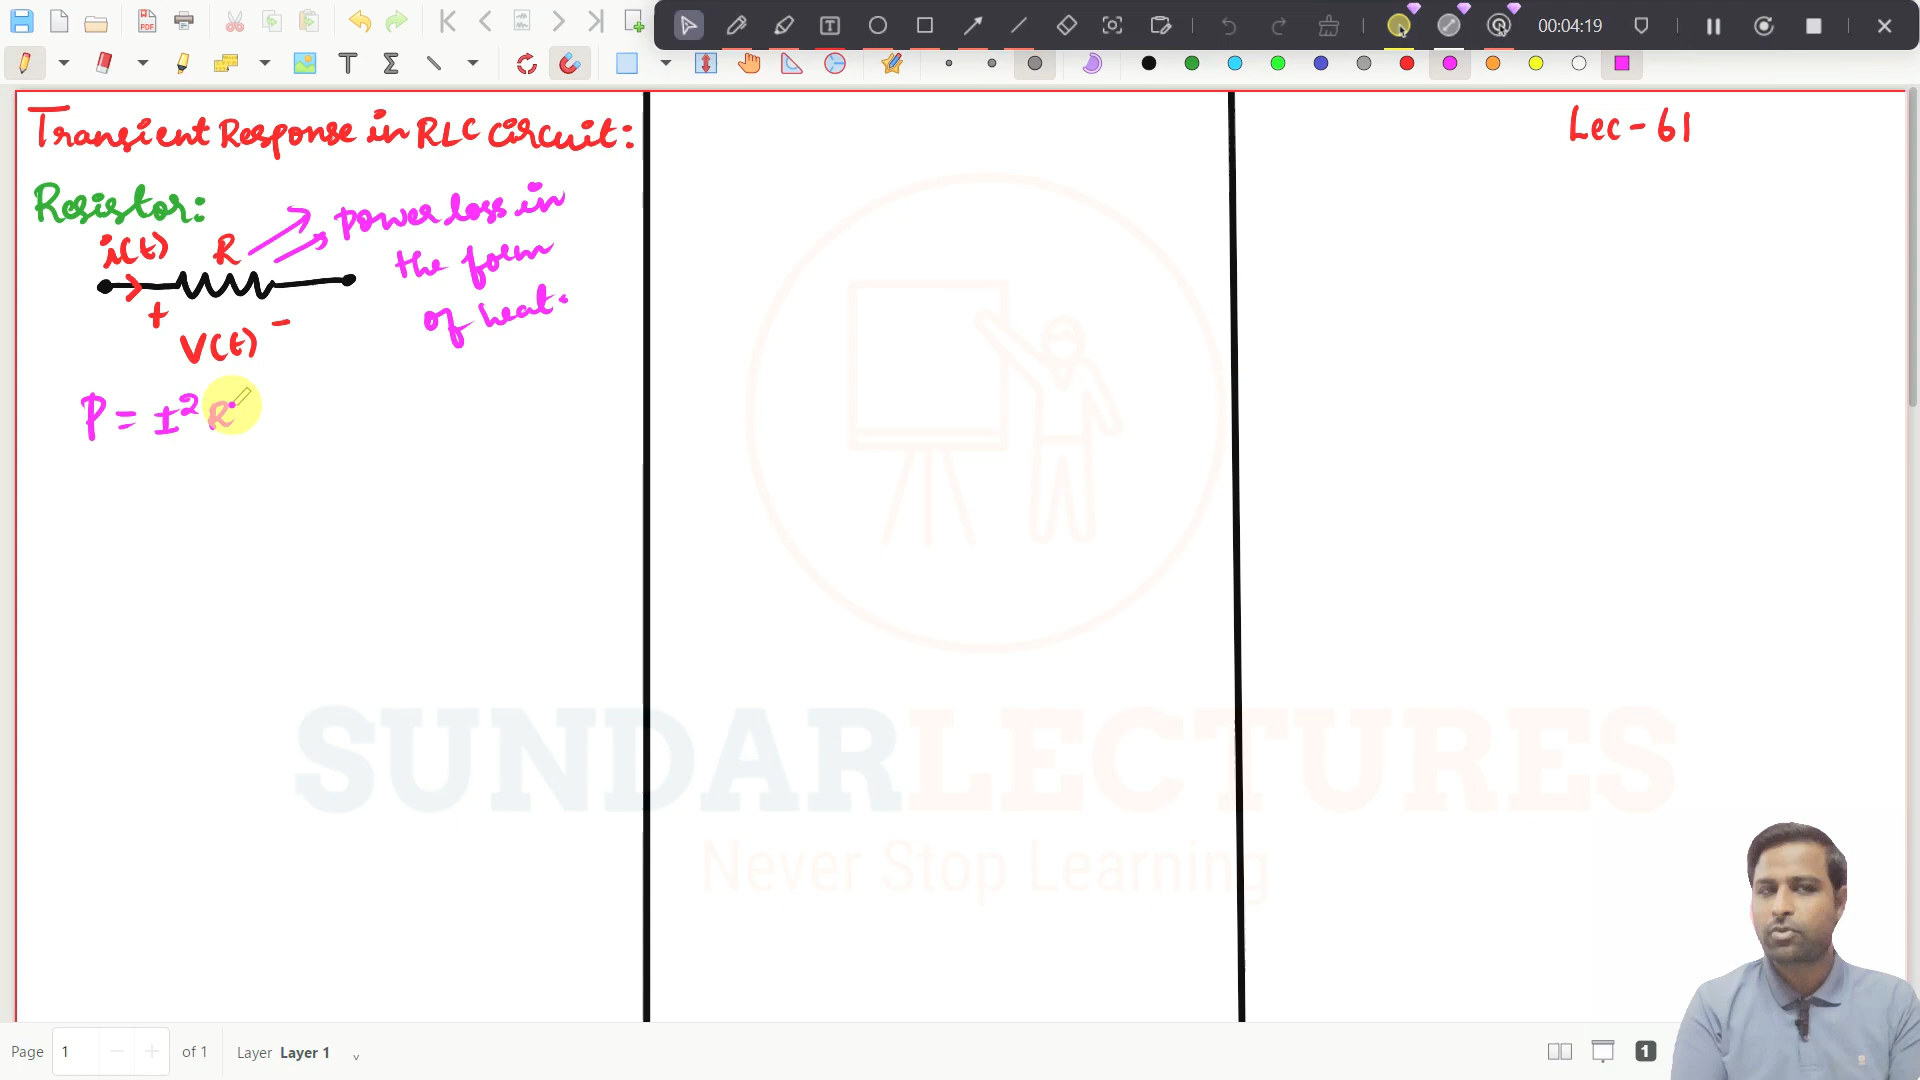 00:04:19
Transient Response in RLC Circuit:
Lec - 61
Resistor:
i(t) R
power loss in
the form
of heat.
+ -
V(t)
P = I² R
SUNDARLECTURES
Never Stop Learning
Page 1 of 1 Layer Layer 1
1